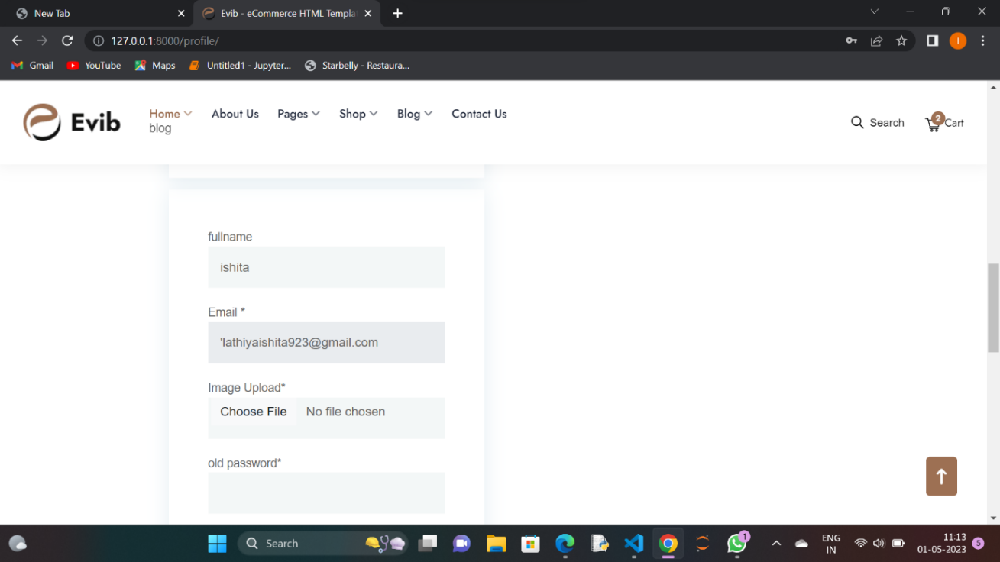 New Tab
Evib - eCommerce HTML Templa
127.0.0.1:8000/profile/
I
Gmail
YouTube
Maps
Untitled1 - Jupyter...
Starbelly - Restaura...
Evib
Home
About Us
Pages
Shop
Blog
Contact Us
blog
Search
2
Cart
fullname
ishita
Email *
'lathiyaishita923@gmail.com
Image Upload*
Choose File
No file chosen
old password*
Search
1
ENG
IN
11:13
01-05-2023
5